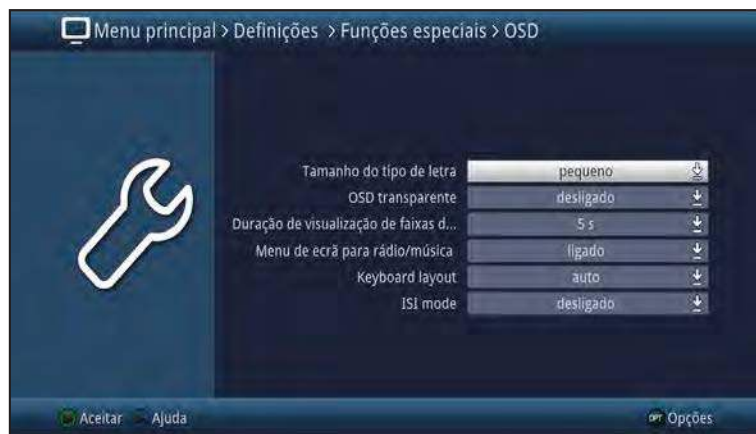 Menu principal > Definições > Funções especiais > OSD
Tamanho do tipo de letra pequeno
OSD transparente desligado
Duração de visualização de faixas d... 5 s
Menu de ecrã para rádio/música ligado
Keyboard layout auto
ISI mode desligado
Aceitar Ajuda OPT Opções